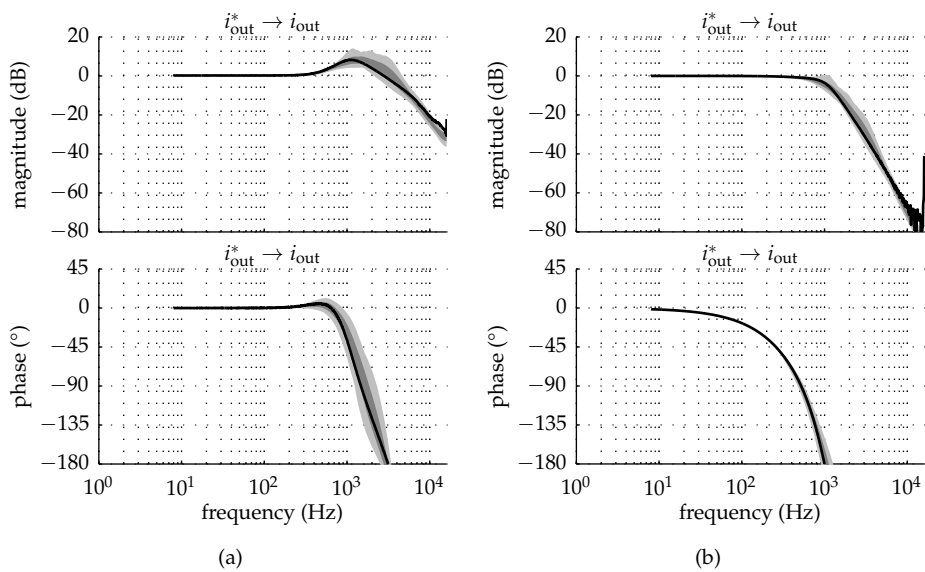 i*out → iout
20
0
−20
−40
−60
−80
magnitude (dB)
i*out → iout
45
0
−45
−90
−135
−180
phase (°)
10^0 10^1 10^2 10^3 10^4
frequency (Hz)
(a)
i*out → iout
20
0
−20
−40
−60
−80
magnitude (dB)
i*out → iout
45
0
−45
−90
−135
−180
phase (°)
10^0 10^1 10^2 10^3 10^4
frequency (Hz)
(b)